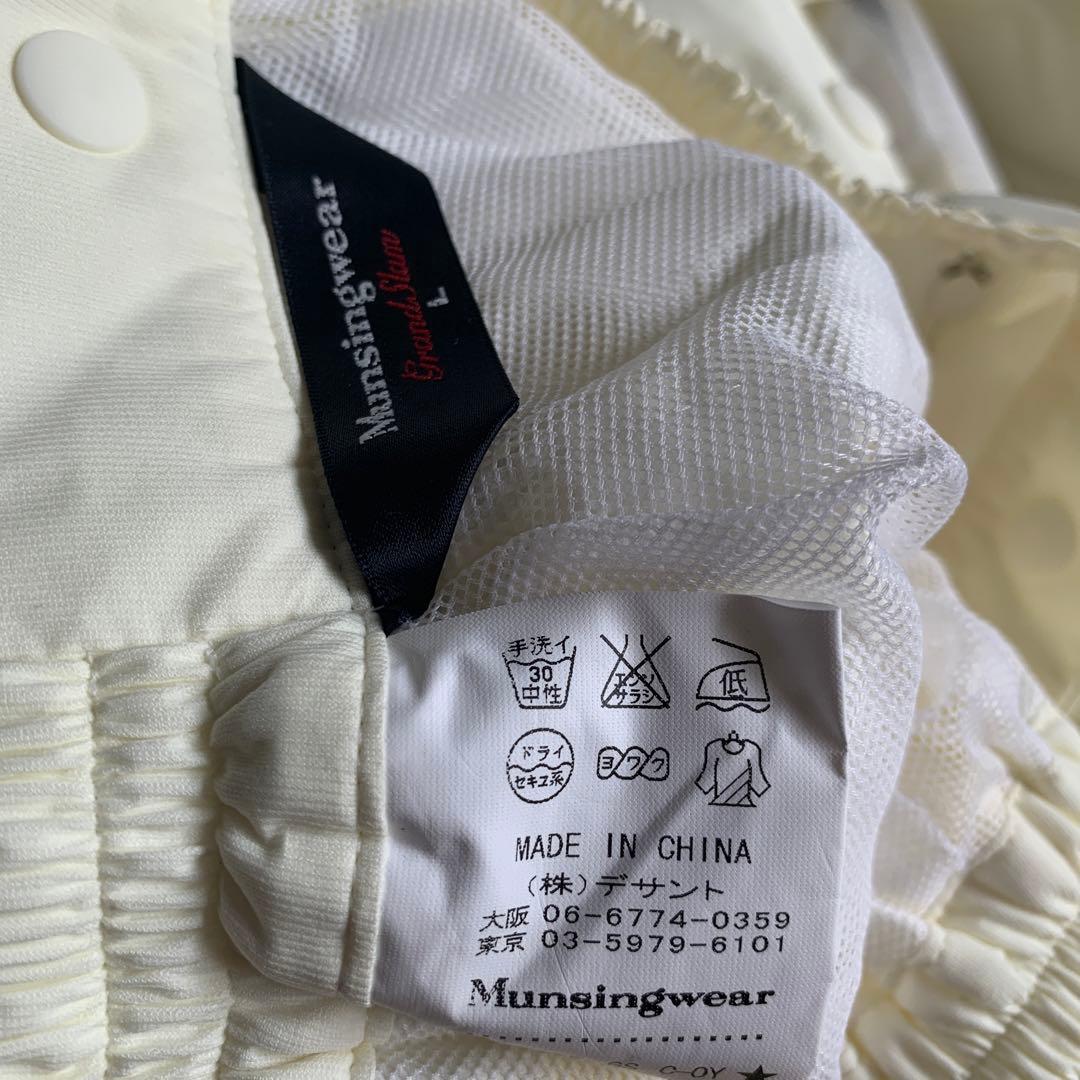 Munsingwear
Grand Slam
L
手洗イ
30
中性
エンソ
サラシ
低
ドライ
セキユ系
ヨワク
MADE IN CHINA
(株)デサント
大阪 06-6774-0359
東京 03-5979-6101
Munsingwear